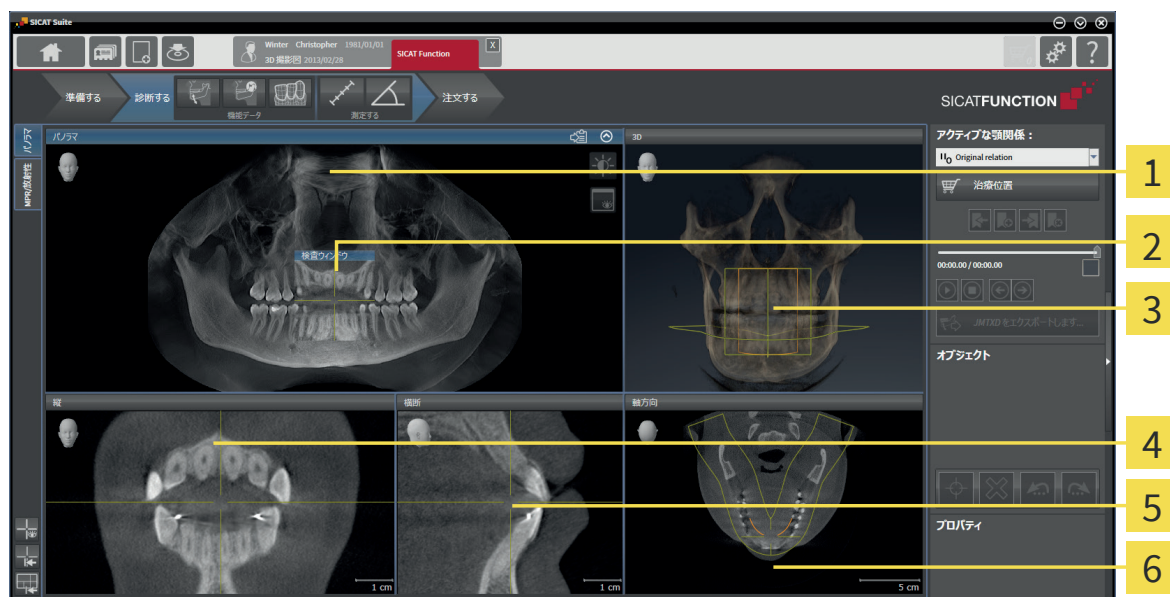 SICAT Suite
Winter Christopher 1981/01/01
3D 撮影図 2013/02/28
SICAT Function
X
?
準備する
診断する
機能データ
測定する
注文する
SICATFUNCTION
パノラマ
MPR/放射性
パノラマ
3D
検査ウィンドウ
縦
横断
軸方向
1 cm
1 cm
5 cm
アクティブな顎関係：
Original relation
治療位置
00:00.00 / 00:00.00
JMTXD をエクスポートします...
オブジェクト
プロパティ
1
2
3
4
5
6